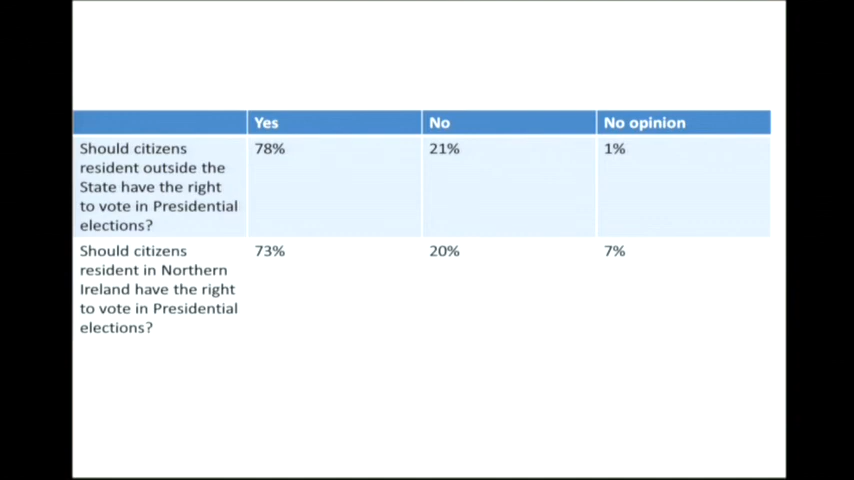 Yes No No opinion
Should citizens 78% 21% 1%
resident outside the
State have the right
to vote in Presidential
elections?
Should citizens 73% 20% 7%
resident in Northern
Ireland have the right
to vote in Presidential
elections?